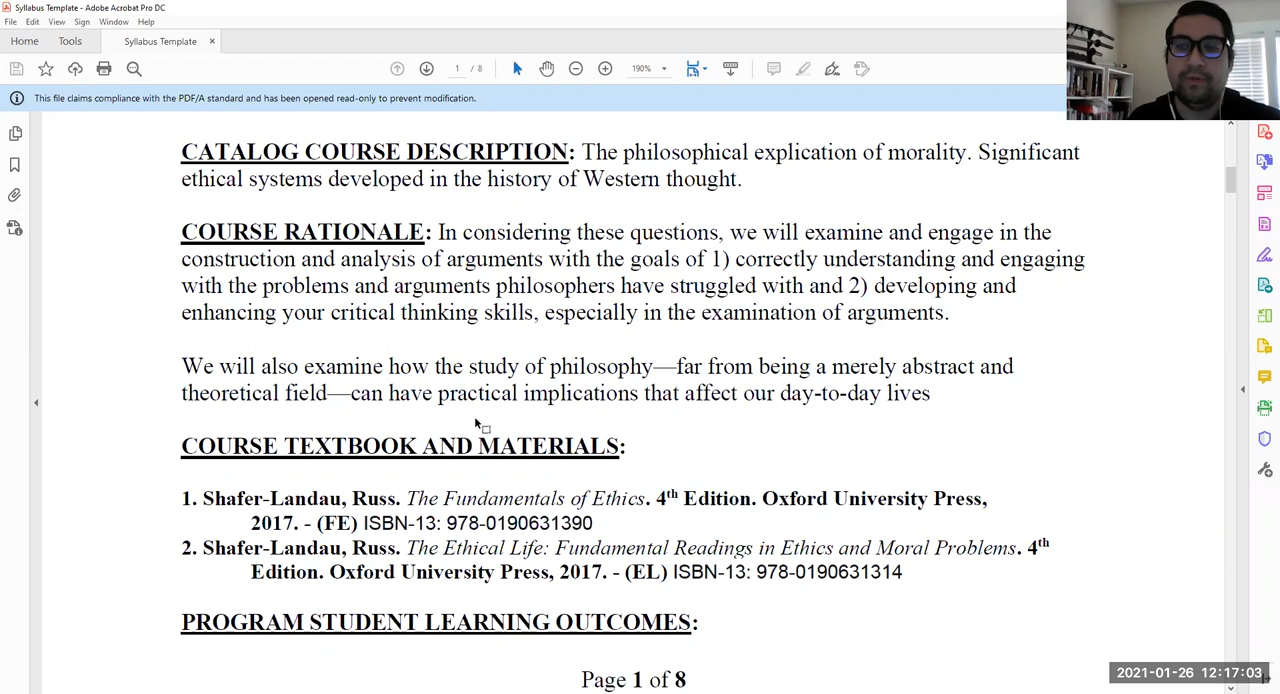 Syllabus Template - Adobe Acrobat Pro DC
File Edit View Sign Window Help
Home Tools Syllabus Template ×
1 / 8 190%
This file claims compliance with the PDF/A standard and has been opened read-only to prevent modification.
CATALOG COURSE DESCRIPTION: The philosophical explication of morality. Significant
ethical systems developed in the history of Western thought.
COURSE RATIONALE: In considering these questions, we will examine and engage in the
construction and analysis of arguments with the goals of 1) correctly understanding and engaging
with the problems and arguments philosophers have struggled with and 2) developing and
enhancing your critical thinking skills, especially in the examination of arguments.
We will also examine how the study of philosophy—far from being a merely abstract and
theoretical field—can have practical implications that affect our day-to-day lives
COURSE TEXTBOOK AND MATERIALS:
1. Shafer-Landau, Russ. The Fundamentals of Ethics. 4th Edition. Oxford University Press,
2017. - (FE) ISBN-13: 978-0190631390
2. Shafer-Landau, Russ. The Ethical Life: Fundamental Readings in Ethics and Moral Problems. 4th
Edition. Oxford University Press, 2017. - (EL) ISBN-13: 978-0190631314
PROGRAM STUDENT LEARNING OUTCOMES:
Page 1 of 8
2021-01-26 12:17:03